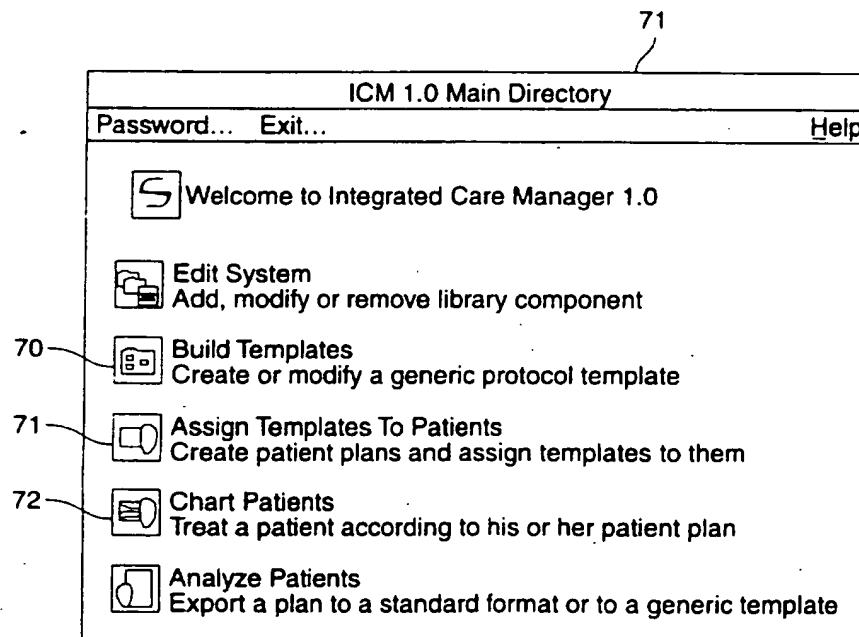 71
ICM 1.0 Main Directory
Password... Exit... Help
Welcome to Integrated Care Manager 1.0
Edit System
Add, modify or remove library component
70
Build Templates
Create or modify a generic protocol template
71
Assign Templates To Patients
Create patient plans and assign templates to them
72
Chart Patients
Treat a patient according to his or her patient plan
Analyze Patients
Export a plan to a standard format or to a generic template